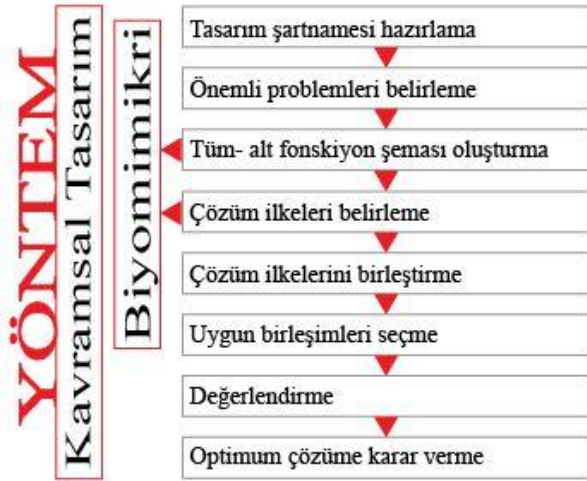 YÖNTEM
Kavramsal Tasarım
Biyomimikri
Tasarım şartnamesi hazırlama
Önemli problemleri belirleme
Tüm- alt fonskiyon şeması oluşturma
Çözüm ilkeleri belirleme
Çözüm ilkelerini birleştirme
Uygun birleşimleri seçme
Değerlendirme
Optimum çözüme karar verme